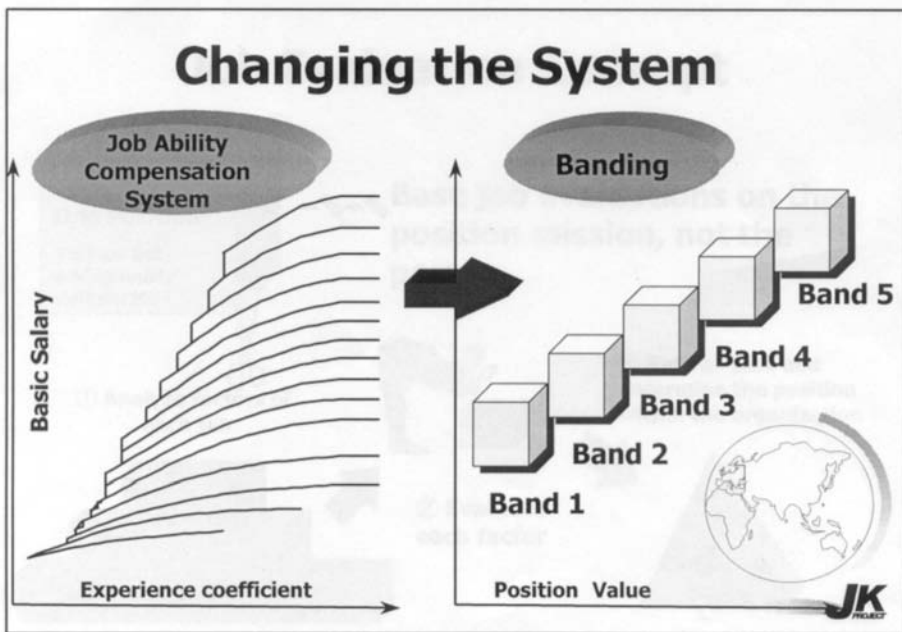 Changing the System
Job Ability
Compensation
System
Banding
Basic Salary
Experience coefficient
Band 1
Band 2
Band 3
Band 4
Band 5
Position Value
JK
PROJECT